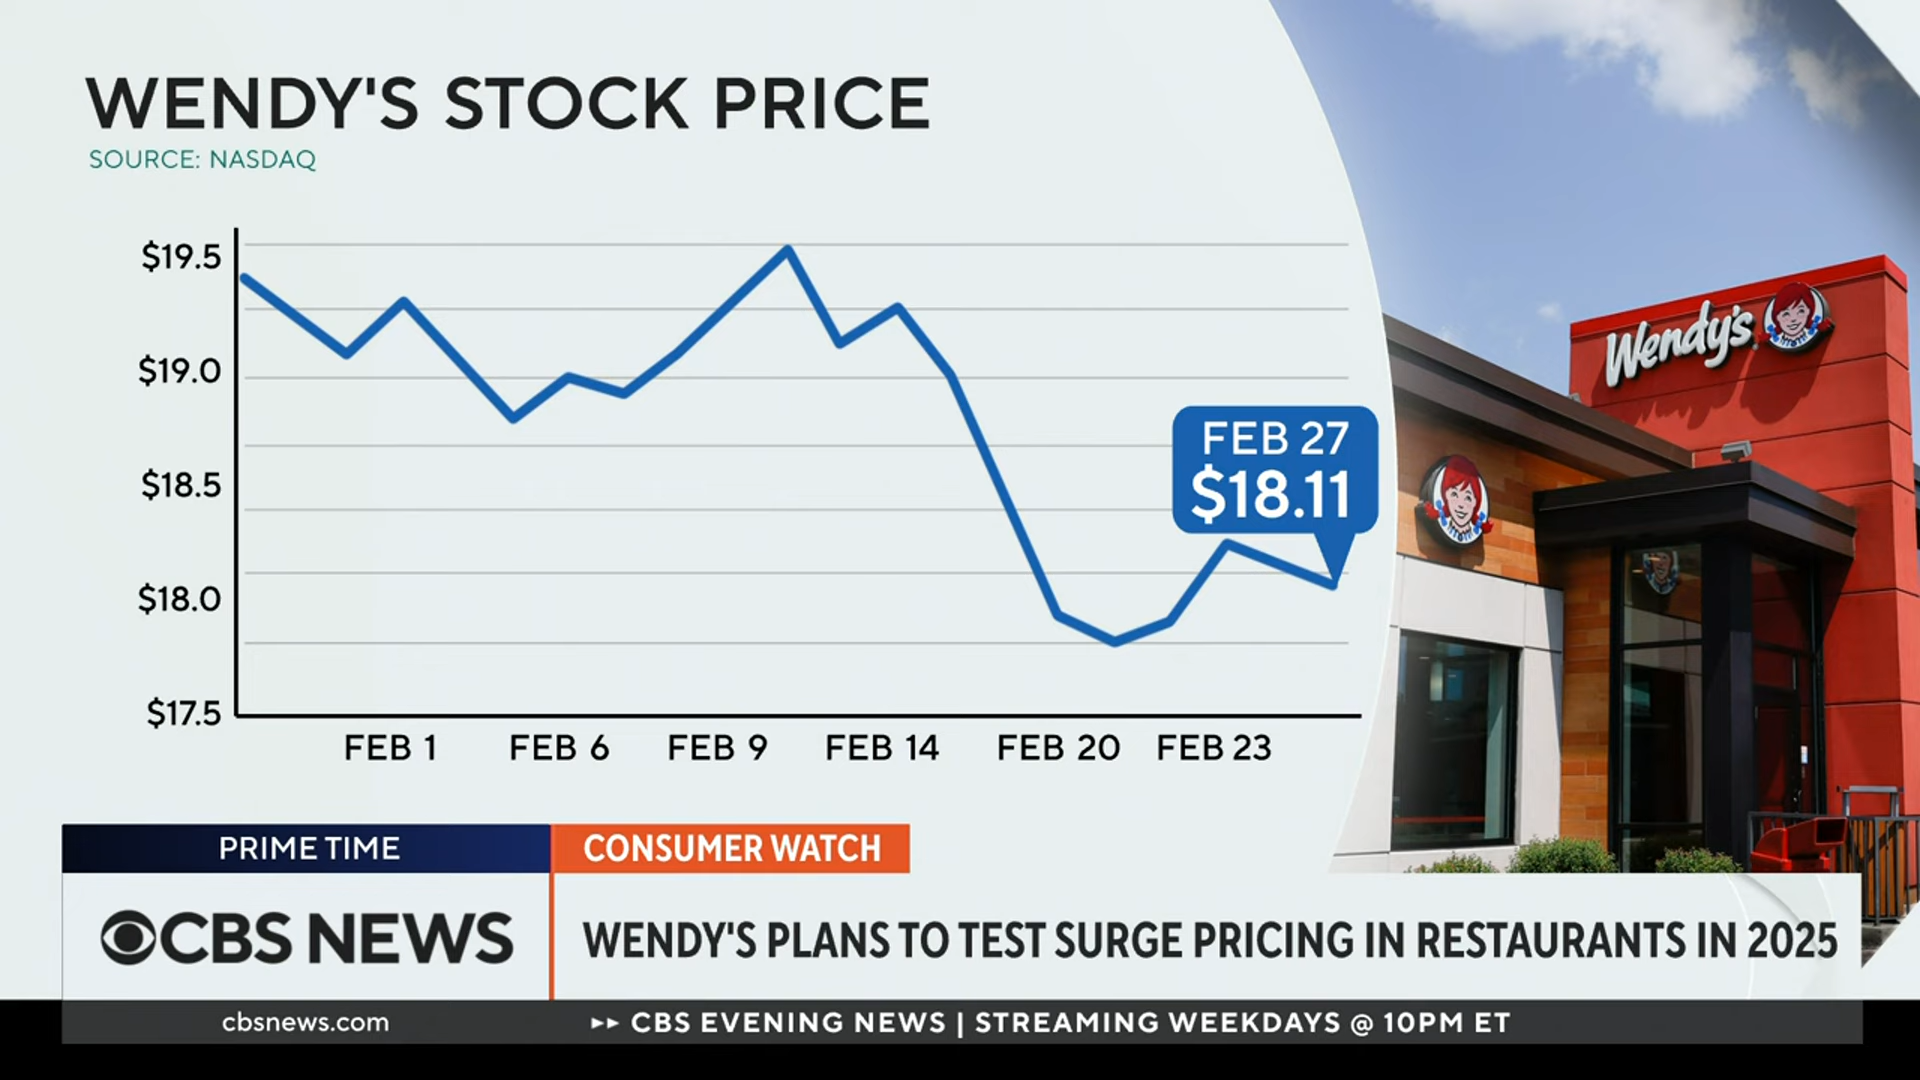 WENDY'S STOCK PRICE
SOURCE: NASDAQ
$19.5
$19.0
$18.5
$18.0
$17.5
FEB 27
$18.11
FEB 1 FEB 6 FEB 9 FEB 14 FEB 20 FEB 23
Wendy's
PRIME TIME
CONSUMER WATCH
CBS NEWS
WENDY'S PLANS TO TEST SURGE PRICING IN RESTAURANTS IN 2025
cbsnews.com
CBS EVENING NEWS | STREAMING WEEKDAYS @ 10PM ET